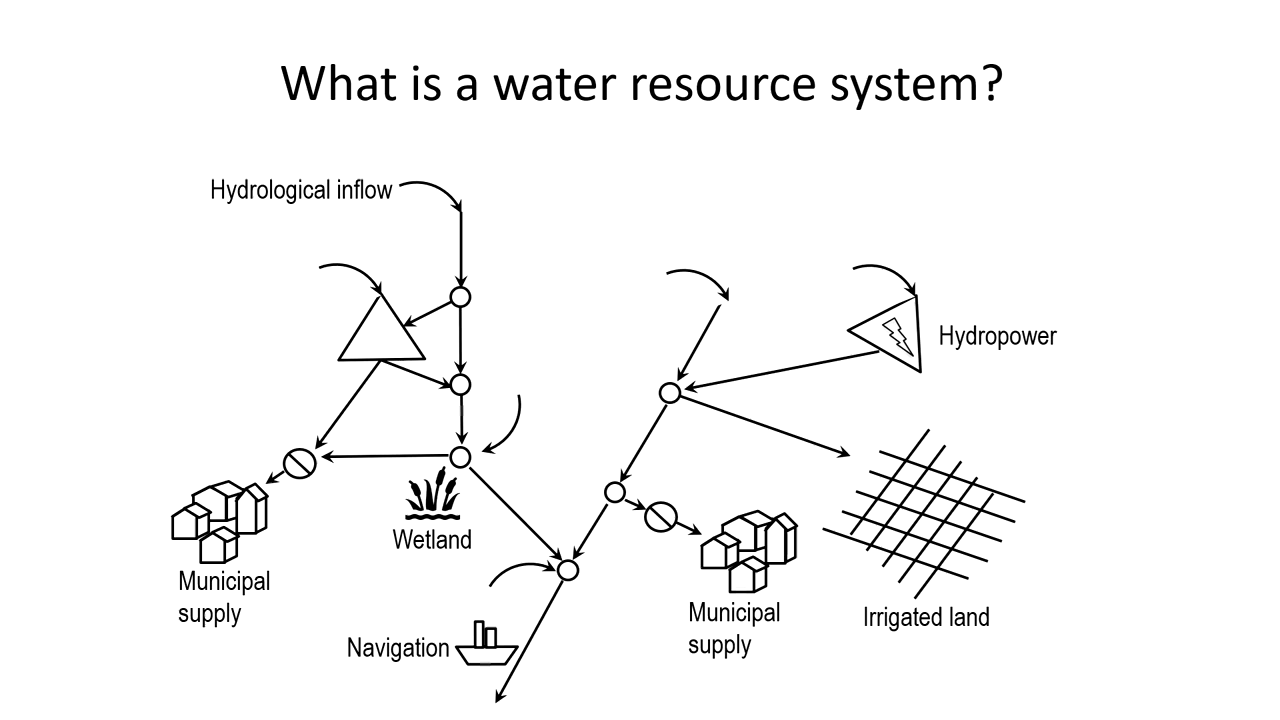 What is a water resource system?
Hydrological inflow
Hydropower
Wetland
Municipal
supply
Municipal
supply
Irrigated land
Navigation